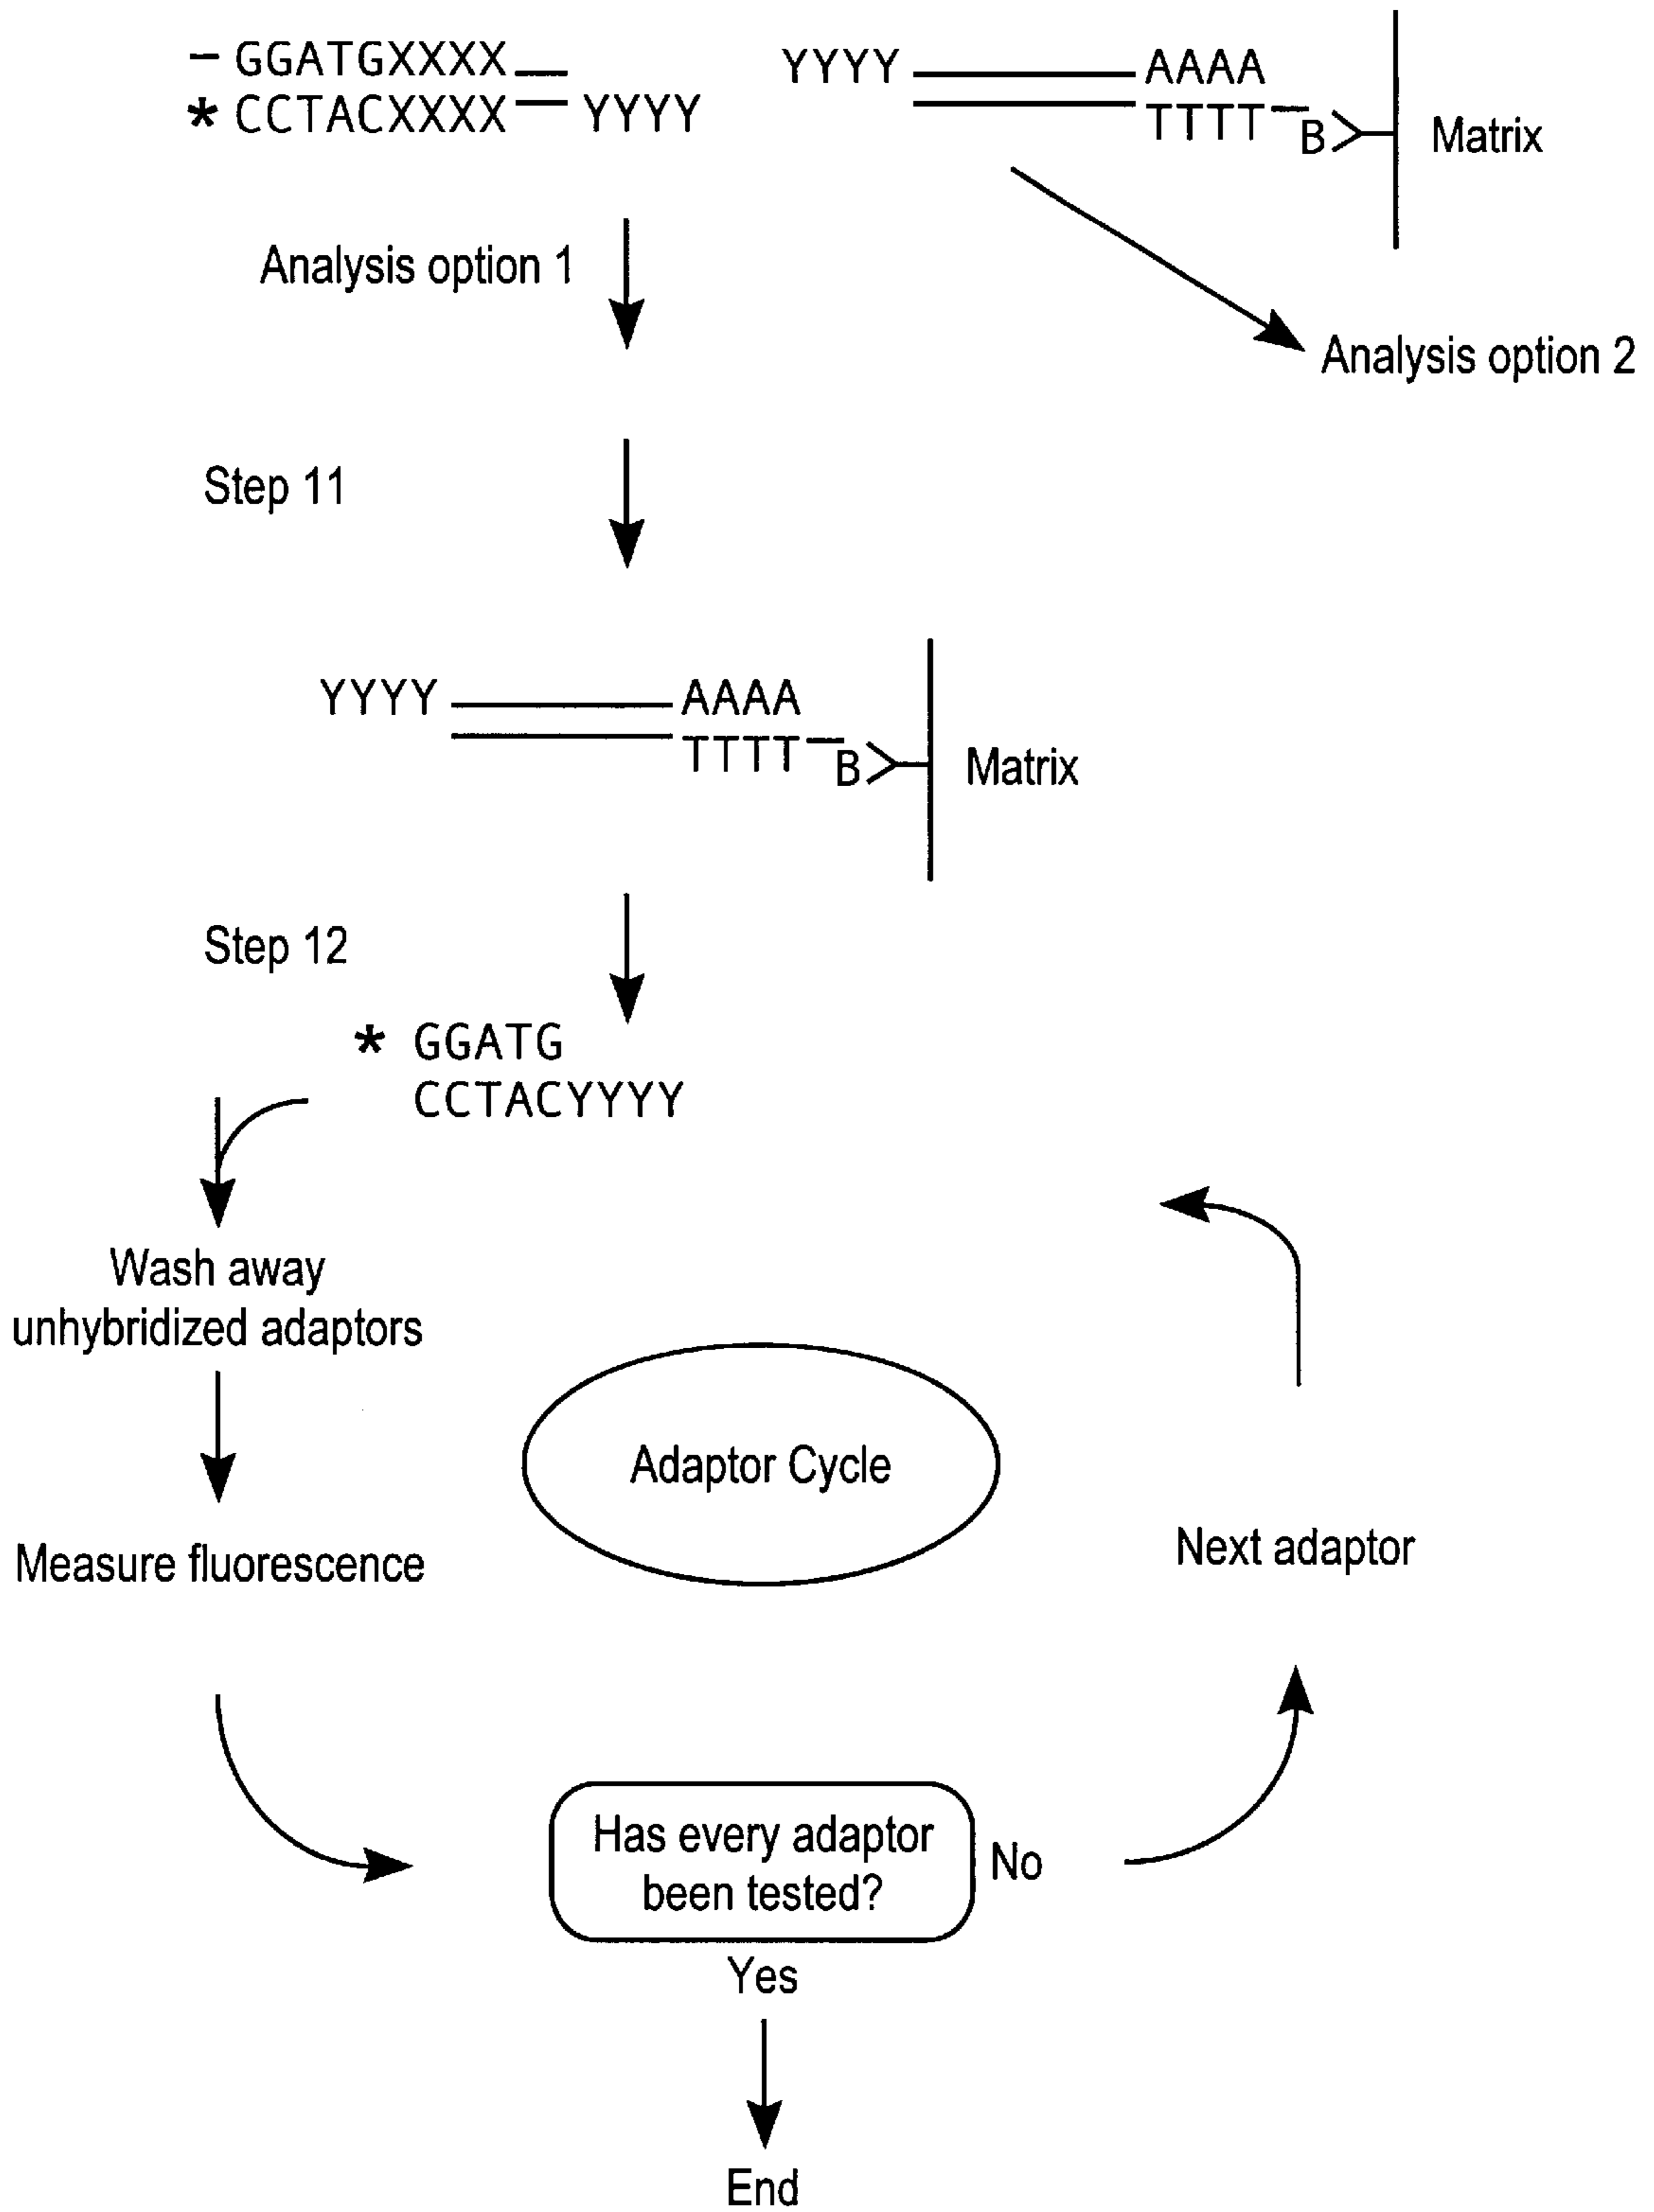 – GGATGXXXX YYYY AAAA
* CCTACXXXX YYYY TTTT B Matrix
Analysis option 1
Analysis option 2
Step 11
YYYY AAAA
TTTT B Matrix
Step 12
* GGATG
CCTACYYYY
Wash away
unhybridized adaptors
Adaptor Cycle
Measure fluorescence
Next adaptor
Has every adaptor
been tested?
No
Yes
End